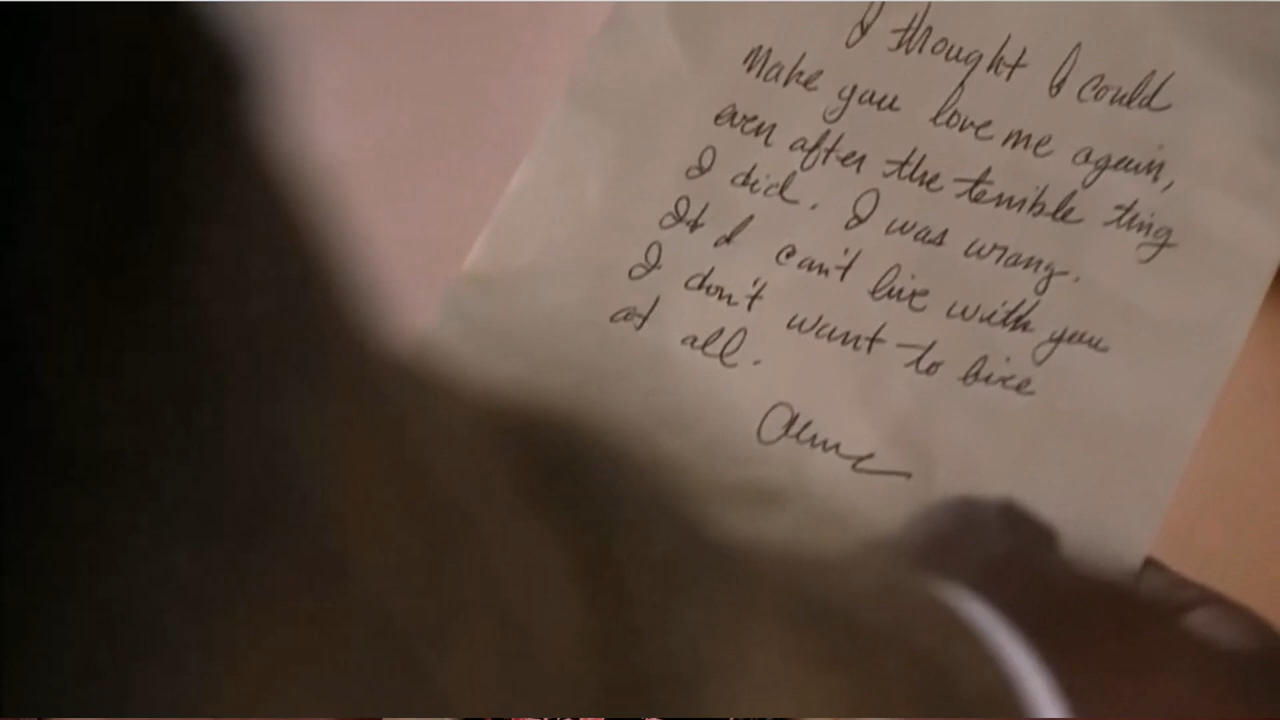 I thought I could
Make you love me again,
even after the terrible ting
I did. I was wrong.
If I can't live with you
I don't want to live
at all.